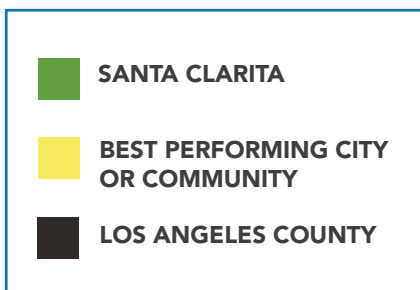 SANTA CLARITA
BEST PERFORMING CITY
OR COMMUNITY
LOS ANGELES COUNTY